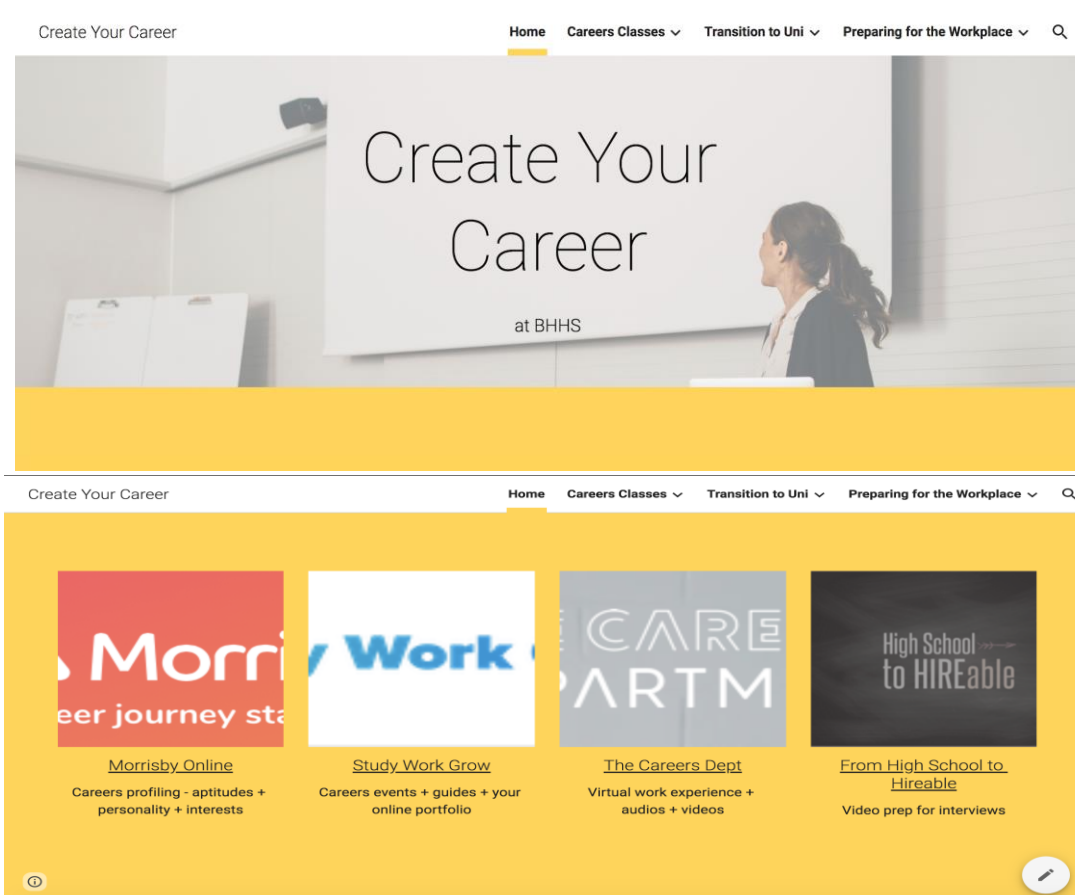 Create Your Career
Home Careers Classes Transition to Uni Preparing for the Workplace
Create Your
Career
at BHHS
Create Your Career
Home Careers Classes Transition to Uni Preparing for the Workplace
Morri
eer journey sta
y Work
E CARE
PARTM
High School
to HIREable
Morrisby Online
Careers profiling - aptitudes +
personality + interests
Study Work Grow
Careers events + guides + your
online portfolio
The Careers Dept
Virtual work experience +
audios + videos
From High School to
Hireable
Video prep for interviews